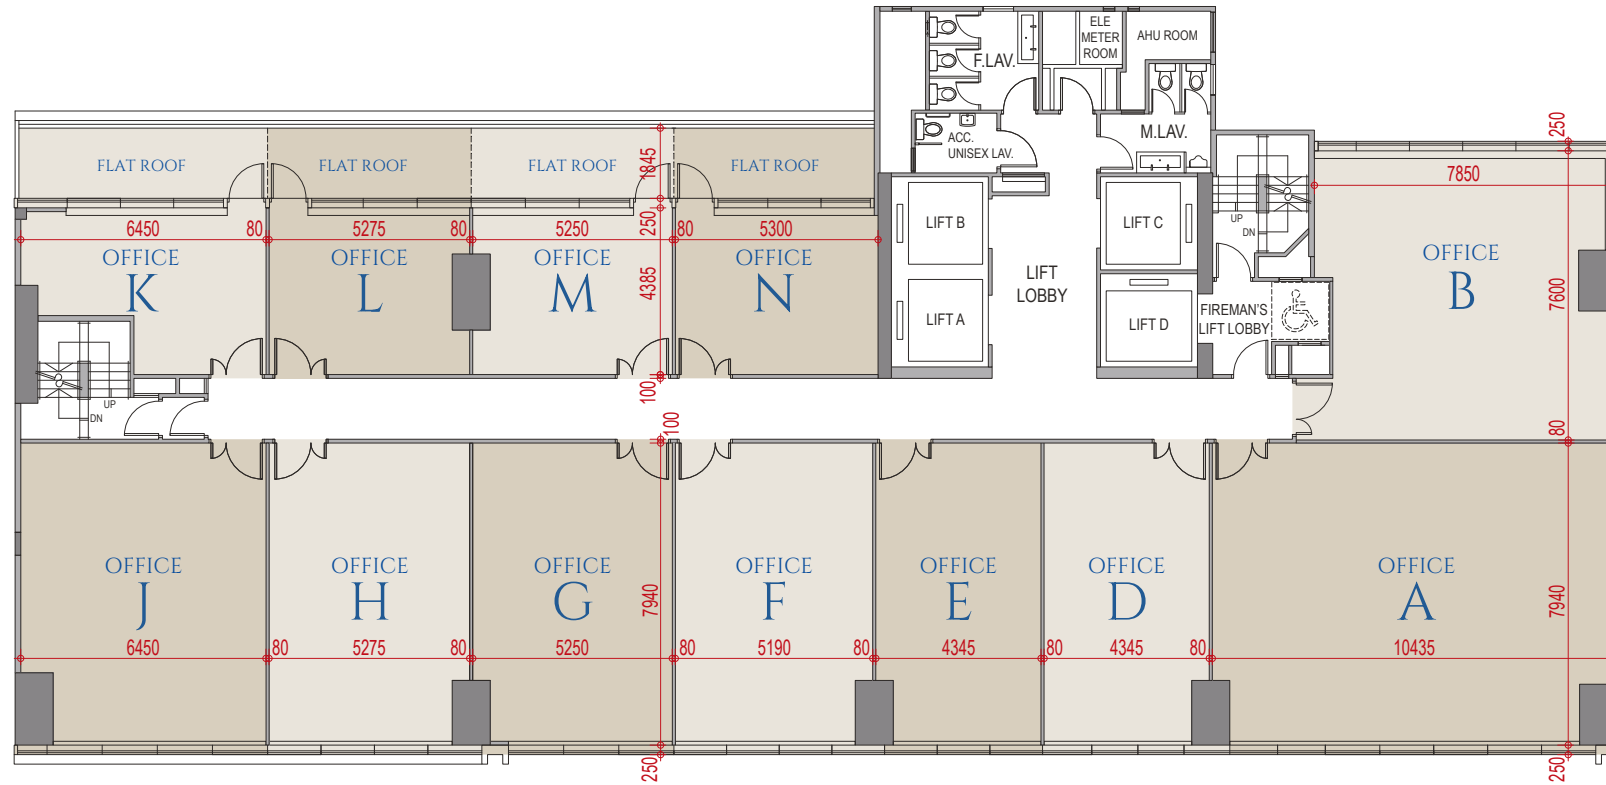 ELE
METER
ROOM
AHU ROOM
F.LAV.
ACC.
UNISEX LAV.
M.LAV.
250
FLAT ROOF
FLAT ROOF
FLAT ROOF
FLAT ROOF
1845
7850
LIFT B
LIFT C
UP
DN
6450
80
5275
80
5250
250
80
5300
OFFICE
K
OFFICE
L
OFFICE
M
OFFICE
N
4385
LIFT
LOBBY
OFFICE
B
7600
LIFT A
LIFT D
FIREMAN'S
LIFT LOBBY
UP
DN
100
100
80
OFFICE
J
OFFICE
H
OFFICE
G
OFFICE
F
OFFICE
E
OFFICE
D
OFFICE
A
7940
7940
6450
80
5275
80
5250
80
5190
80
4345
80
4345
80
10435
250
250